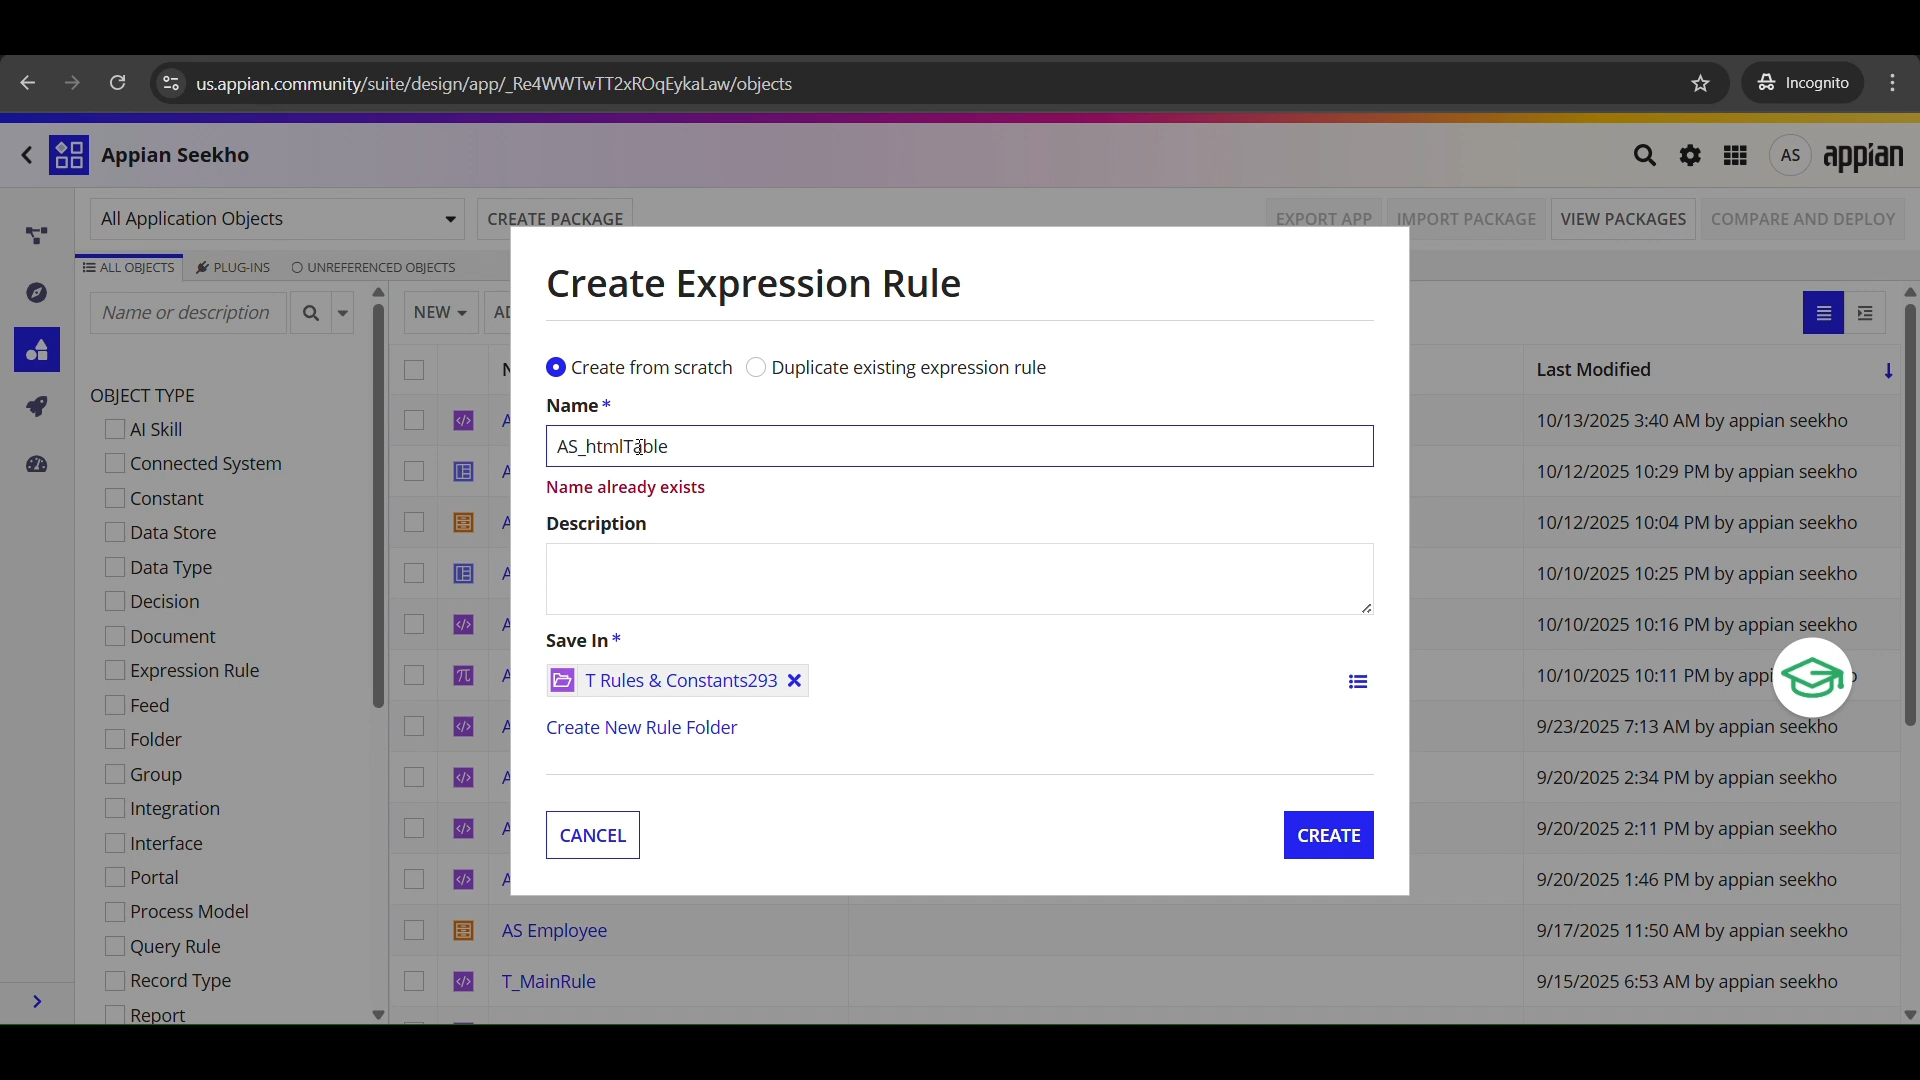 us.appian.community/suite/design/app/_Re4WWTwTT2xROqEykaLaw/objects
Incognito
Appian Seekho
AS
appian
All Application Objects
CREATE PACKAGE
EXPORT APP
IMPORT PACKAGE
VIEW PACKAGES
COMPARE AND DEPLOY
ALL OBJECTS
PLUG-INS
UNREFERENCED OBJECTS
Name or description
NEW
OBJECT TYPE
AI Skill
Connected System
Constant
Data Store
Data Type
Decision
Document
Expression Rule
Feed
Folder
Group
Integration
Interface
Portal
Process Model
Query Rule
Record Type
Report
Create Expression Rule
Create from scratch
Duplicate existing expression rule
Name *
AS_htmlTable
Name already exists
Description
Save In *
T Rules & Constants293
Create New Rule Folder
CANCEL
CREATE
AS Employee
T_MainRule
Last Modified
10/13/2025 3:40 AM by appian seekho
10/12/2025 10:29 PM by appian seekho
10/12/2025 10:04 PM by appian seekho
10/10/2025 10:25 PM by appian seekho
10/10/2025 10:16 PM by appian seekho
10/10/2025 10:11 PM by appi
9/23/2025 7:13 AM by appian seekho
9/20/2025 2:34 PM by appian seekho
9/20/2025 2:11 PM by appian seekho
9/20/2025 1:46 PM by appian seekho
9/17/2025 11:50 AM by appian seekho
9/15/2025 6:53 AM by appian seekho